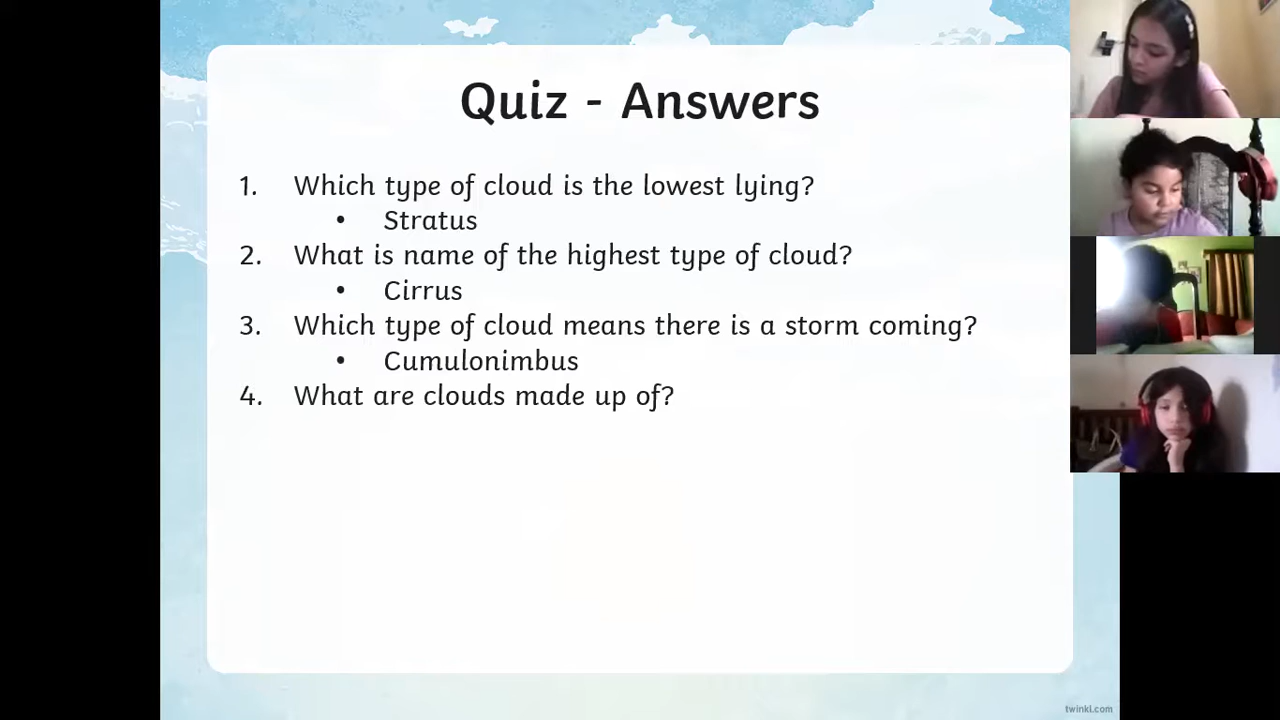 Quiz - Answers
1. Which type of cloud is the lowest lying?
• Stratus
2. What is name of the highest type of cloud?
• Cirrus
3. Which type of cloud means there is a storm coming?
• Cumulonimbus
4. What are clouds made up of?
twinkl.com